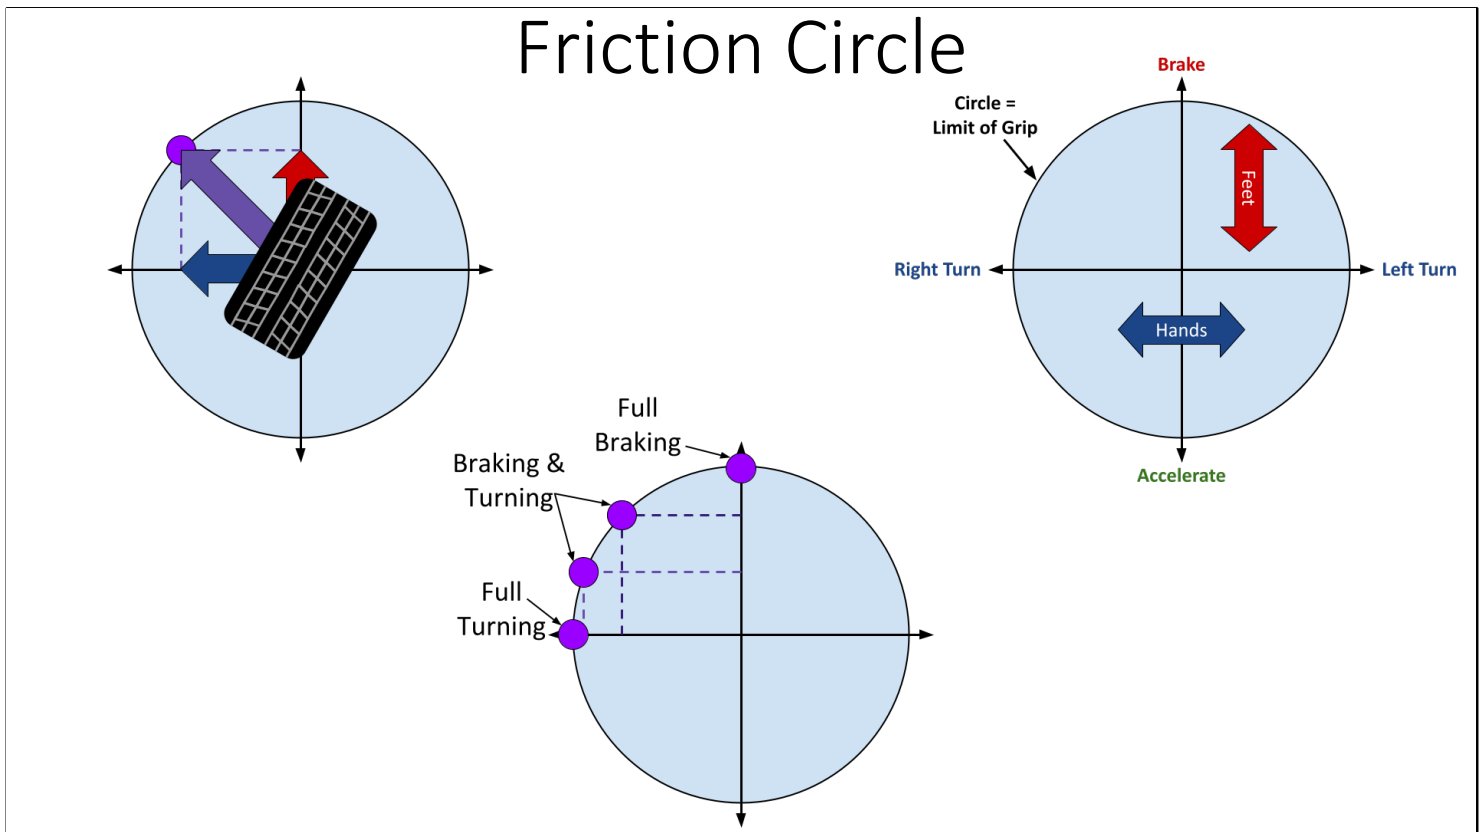 Friction Circle
Brake
Circle =
Limit of Grip
Feet
Right Turn
Left Turn
Hands
Accelerate
Full
Braking
Braking &
Turning
Full
Turning